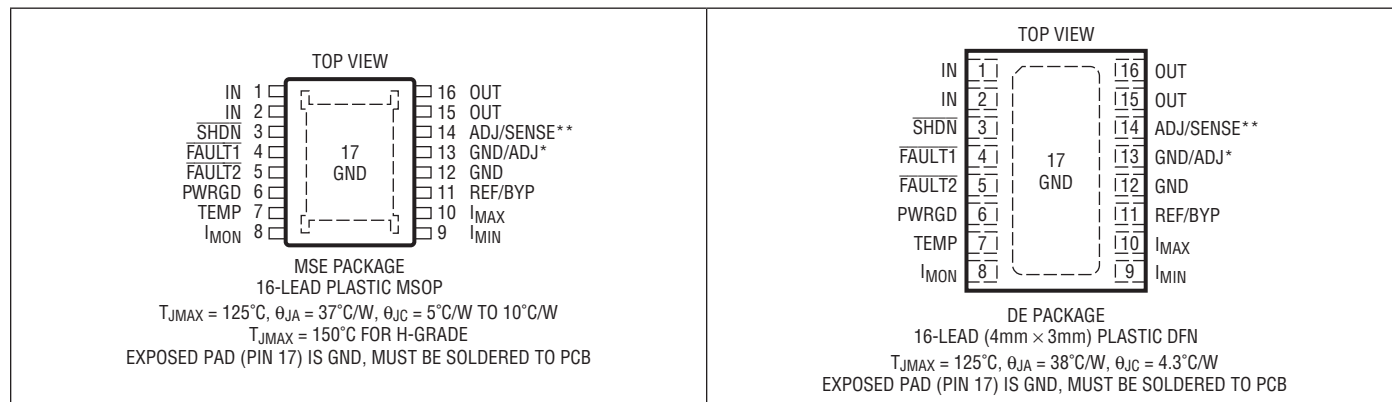 TOP VIEW
IN 1
IN 2
SHDN 3
FAULT1 4
FAULT2 5
PWRGD 6
TEMP 7
IMON 8
16 OUT
15 OUT
14 ADJ/SENSE**
13 GND/ADJ*
12 GND
11 REF/BYP
10 IMAX
9 IMIN
17
GND
MSE PACKAGE
16-LEAD PLASTIC MSOP
TJMAX = 125°C, θJA = 37°C/W, θJC = 5°C/W TO 10°C/W
TJMAX = 150°C FOR H-GRADE
EXPOSED PAD (PIN 17) IS GND, MUST BE SOLDERED TO PCB
TOP VIEW
IN 1
IN 2
SHDN 3
FAULT1 4
FAULT2 5
PWRGD 6
TEMP 7
IMON 8
16 OUT
15 OUT
14 ADJ/SENSE**
13 GND/ADJ*
12 GND
11 REF/BYP
10 IMAX
9 IMIN
17
GND
DE PACKAGE
16-LEAD (4mm × 3mm) PLASTIC DFN
TJMAX = 125°C, θJA = 38°C/W, θJC = 4.3°C/W
EXPOSED PAD (PIN 17) IS GND, MUST BE SOLDERED TO PCB